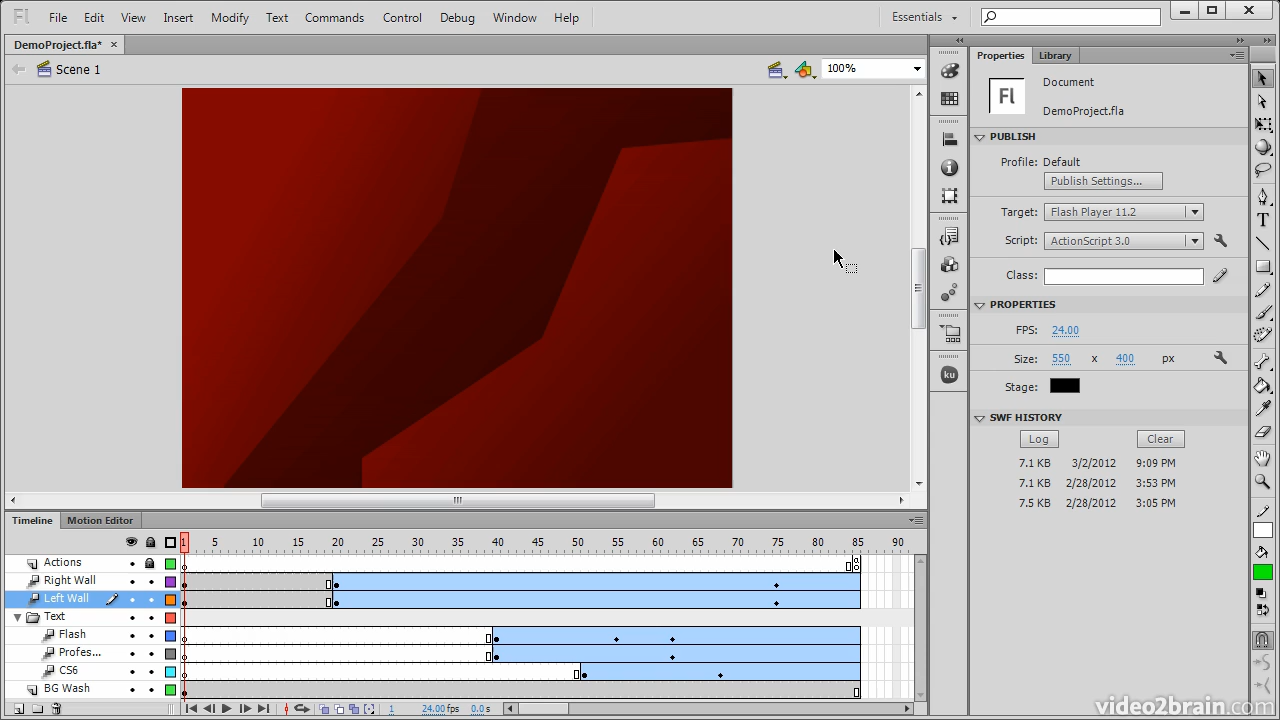 Fl File Edit View Insert Modify Text Commands Control Debug Window Help Essentials
DemoProject.fla* ×
Scene 1 100%
Properties Library
Fl Document
DemoProject.fla
PUBLISH
Profile: Default
Publish Settings...
Target: Flash Player 11.2
Script: ActionScript 3.0
Class:
PROPERTIES
FPS: 24.00
Size: 550 x 400 px
Stage:
SWF HISTORY
Log Clear
7.1 KB 3/2/2012 9:09 PM
7.1 KB 2/28/2012 3:53 PM
7.5 KB 2/28/2012 3:05 PM
ku
Timeline Motion Editor
1 5 10 15 20 25 30 35 40 45 50 55 60 65 70 75 80 85 90
Actions
Right Wall
Left Wall
Text
Flash
Profes...
CS6
BG Wash
1 24.00 fps 0.0 s
video2brain.com